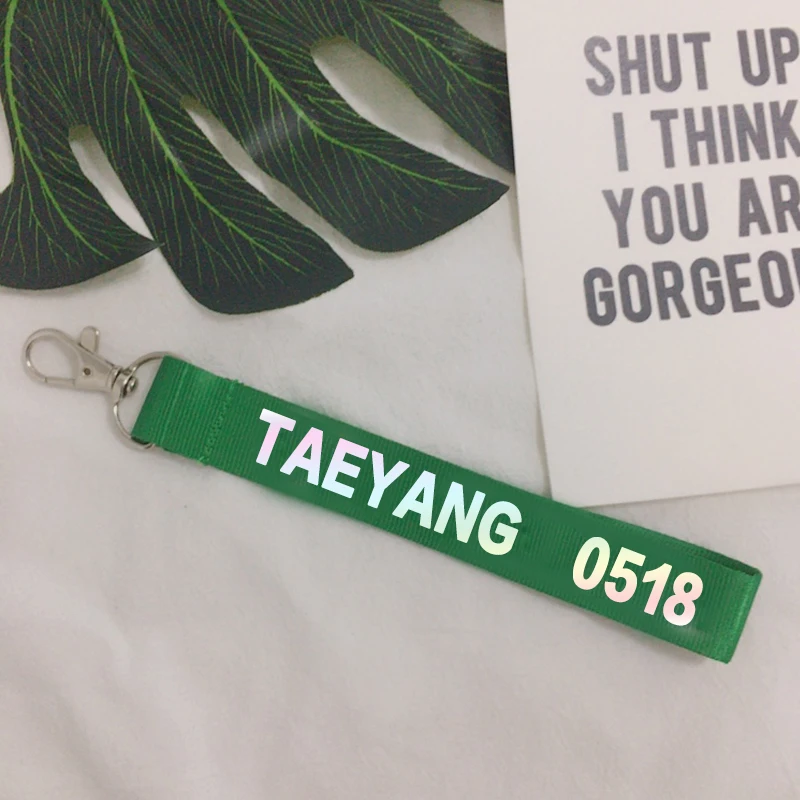 SHUT UP
I THINK
YOU AR
GORGEO
TAEYANG 0518